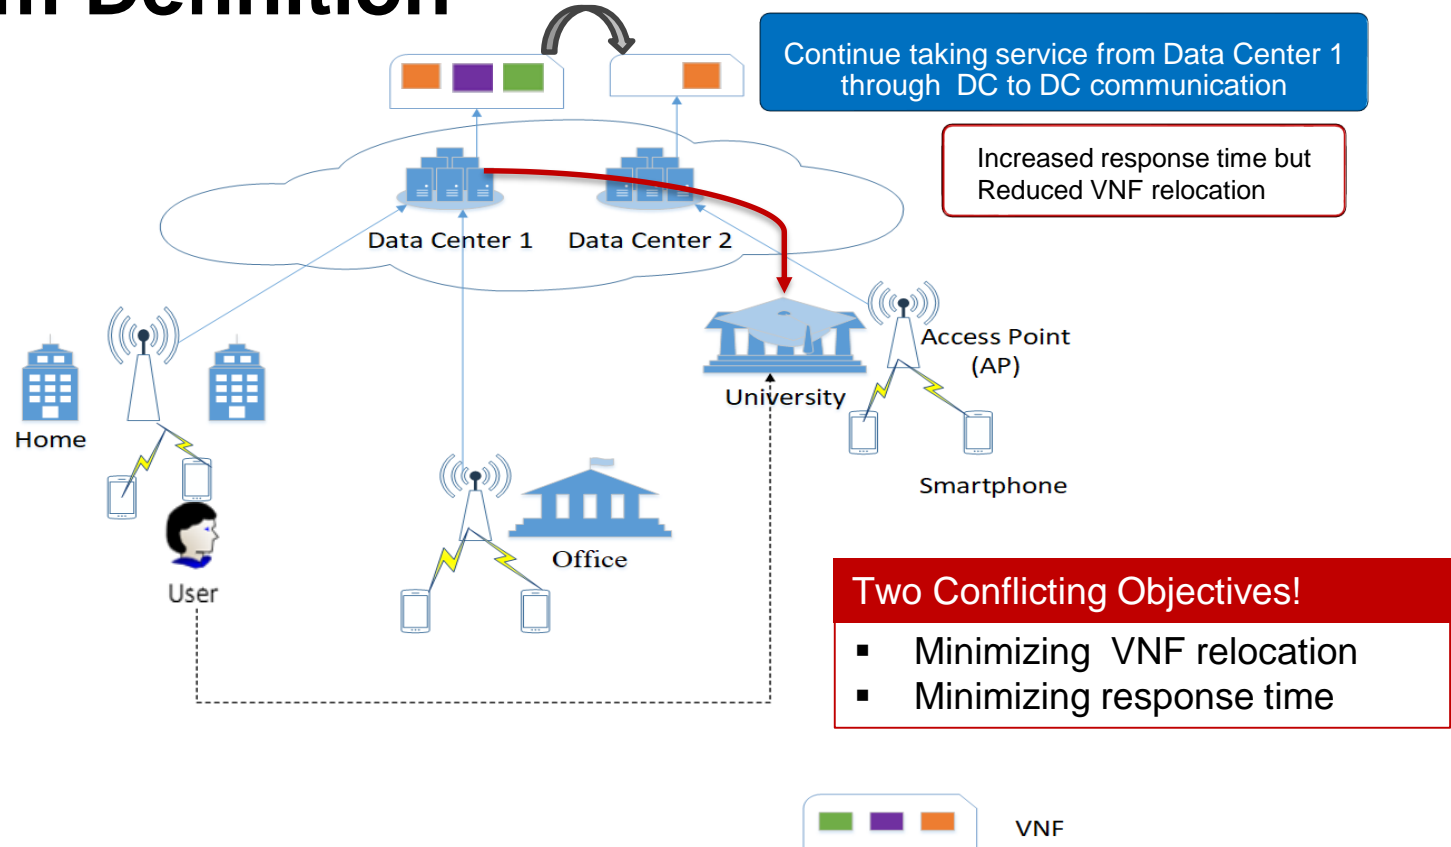 Definition
Continue taking service from Data Center 1
through DC to DC communication
Increased response time but
Reduced VNF relocation
Data Center 1
Data Center 2
Access Point
(AP)
University
Home
Smartphone
Office
User
Two Conflicting Objectives!
▪ Minimizing VNF relocation
▪ Minimizing response time
VNF